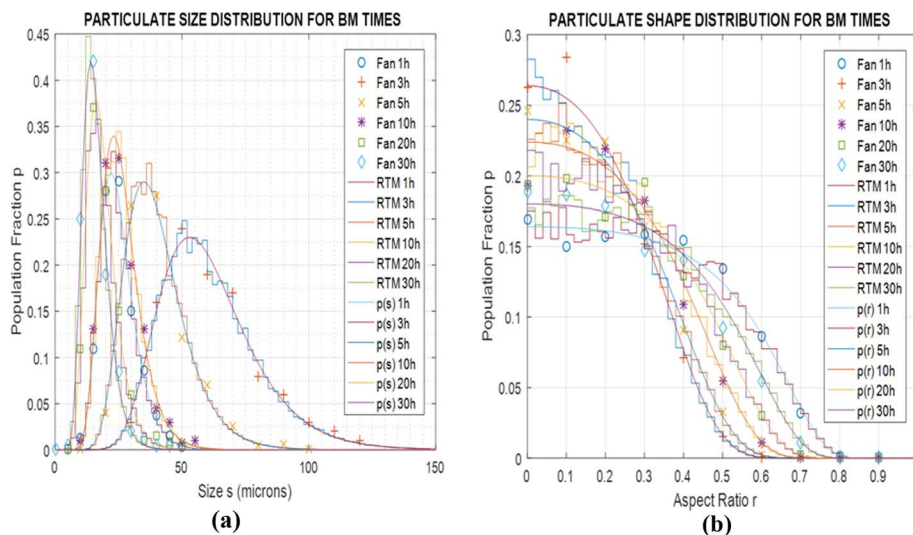 PARTICULATE SIZE DISTRIBUTION FOR BM TIMES
0.45
0.4
0.35
0.3
0.25
0.2
0.15
0.1
0.05
0
Population Fraction p
0
50
100
150
Size s (microns)
Fan 1h
Fan 3h
Fan 5h
Fan 10h
Fan 20h
Fan 30h
RTM 1h
RTM 3h
RTM 5h
RTM 10h
RTM 20h
RTM 30h
p(s) 1h
p(s) 3h
p(s) 5h
p(s) 10h
p(s) 20h
p(s) 30h
(a)
PARTICULATE SHAPE DISTRIBUTION FOR BM TIMES
0.3
0.25
0.2
0.15
0.1
0.05
0
Population Fraction p
0
0.1
0.2
0.3
0.4
0.5
0.6
0.7
0.8
0.9
Aspect Ratio r
Fan 1h
Fan 3h
Fan 5h
Fan 10h
Fan 20h
Fan 30h
RTM 1h
RTM 3h
RTM 5h
RTM 10h
RTM 20h
RTM 30h
p(r) 1h
p(r) 3h
p(r) 5h
p(r) 10h
p(r) 20h
p(r) 30h
(b)